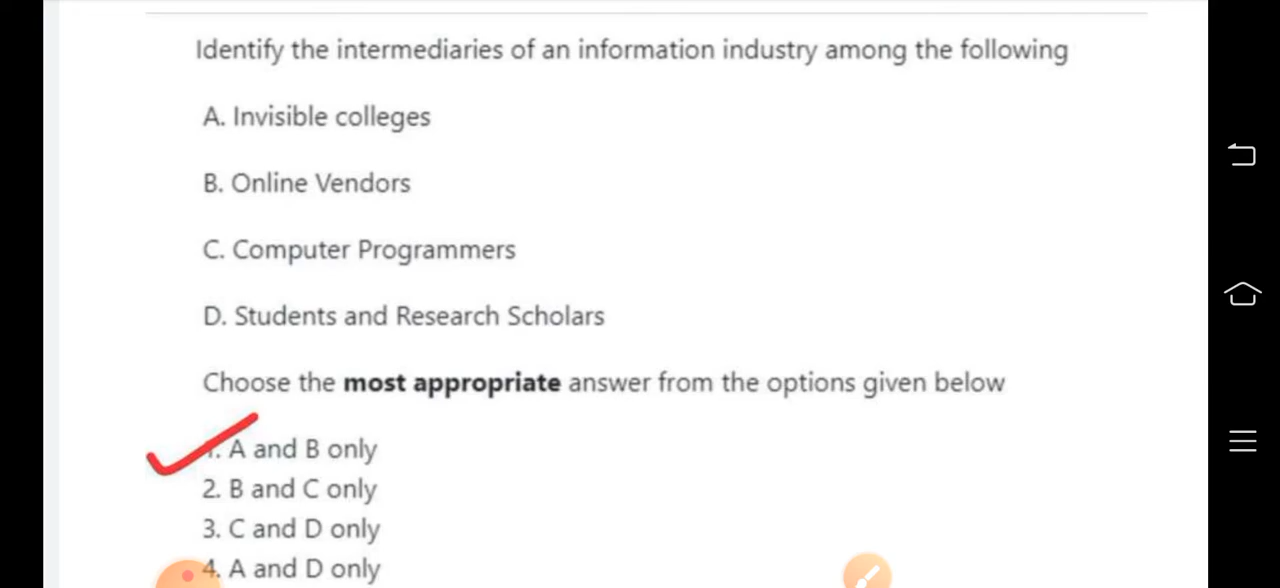 Identify the intermediaries of an information industry among the following
A. Invisible colleges
B. Online Vendors
C. Computer Programmers
D. Students and Research Scholars
Choose the most appropriate answer from the options given below
1. A and B only
2. B and C only
3. C and D only
4. A and D only